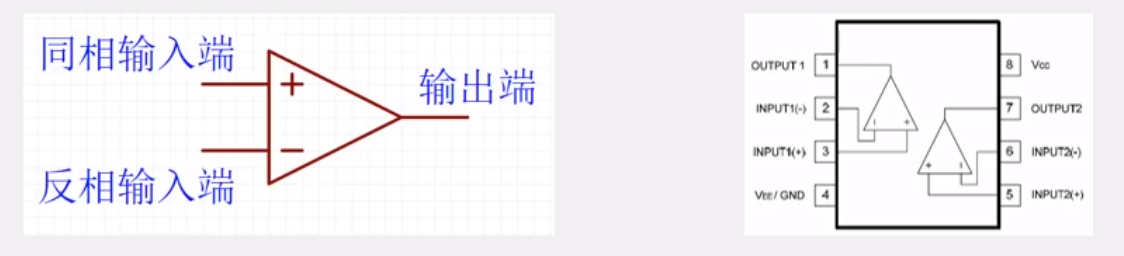 同相输入端
+
输出端
−
反相输入端
OUTPUT 1 1
8 Vcc
INPUT1(-) 2
7 OUTPUT2
INPUT1(+) 3
6 INPUT2(-)
VEE/ GND 4
5 INPUT2(+)
- +
+ -